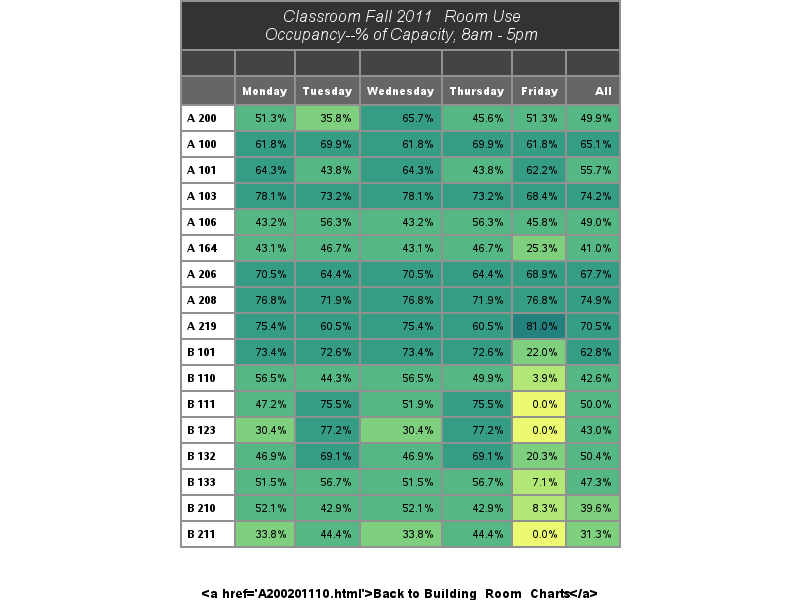 Classroom Fall 2011 Room Use
Occupancy--% of Capacity, 8am - 5pm
Monday Tuesday Wednesday Thursday Friday All
A 200 51.3% 35.8% 65.7% 45.6% 51.3% 49.9%
A 100 61.8% 69.9% 61.8% 69.9% 61.8% 65.1%
A 101 64.3% 43.8% 64.3% 43.8% 62.2% 55.7%
A 103 78.1% 73.2% 78.1% 73.2% 68.4% 74.2%
A 106 43.2% 56.3% 43.2% 56.3% 45.8% 49.0%
A 164 43.1% 46.7% 43.1% 46.7% 25.3% 41.0%
A 206 70.5% 64.4% 70.5% 64.4% 68.9% 67.7%
A 208 76.8% 71.9% 76.8% 71.9% 76.8% 74.9%
A 219 75.4% 60.5% 75.4% 60.5% 81.0% 70.5%
B 101 73.4% 72.6% 73.4% 72.6% 22.0% 62.8%
B 110 56.5% 44.3% 56.5% 49.9% 3.9% 42.6%
B 111 47.2% 75.5% 51.9% 75.5% 0.0% 50.0%
B 123 30.4% 77.2% 30.4% 77.2% 0.0% 43.0%
B 132 46.9% 69.1% 46.9% 69.1% 20.3% 50.4%
B 133 51.5% 56.7% 51.5% 56.7% 7.1% 47.3%
B 210 52.1% 42.9% 52.1% 42.9% 8.3% 39.6%
B 211 33.8% 44.4% 33.8% 44.4% 0.0% 31.3%
<a href='A200201110.html'>Back to Building_Room_Charts</a>